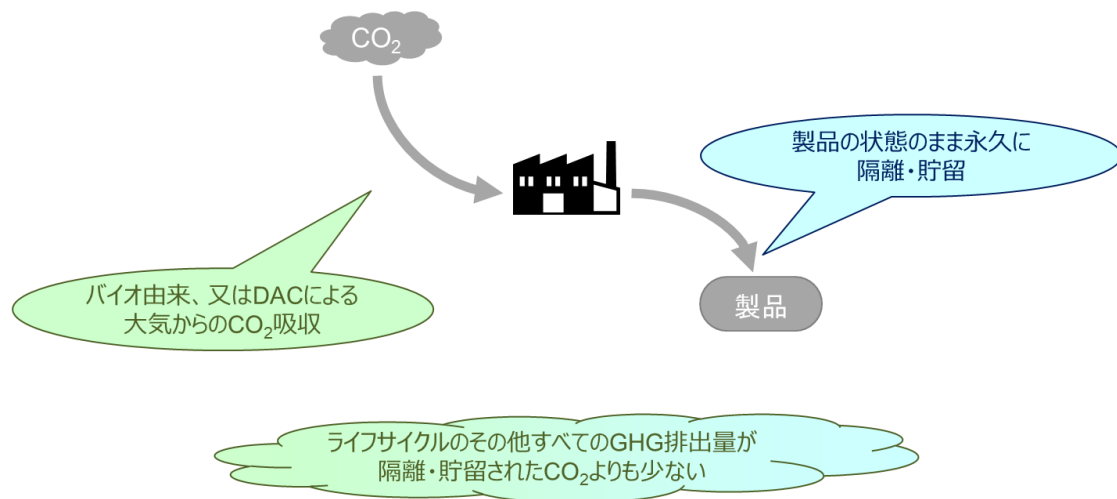 CO₂
製品の状態のまま永久に
隔離・貯留
バイオ由来、又はDACによる
大気からのCO₂吸収
製品
ライフサイクルのその他すべてのGHG排出量が
隔離・貯留されたCO₂よりも少ない